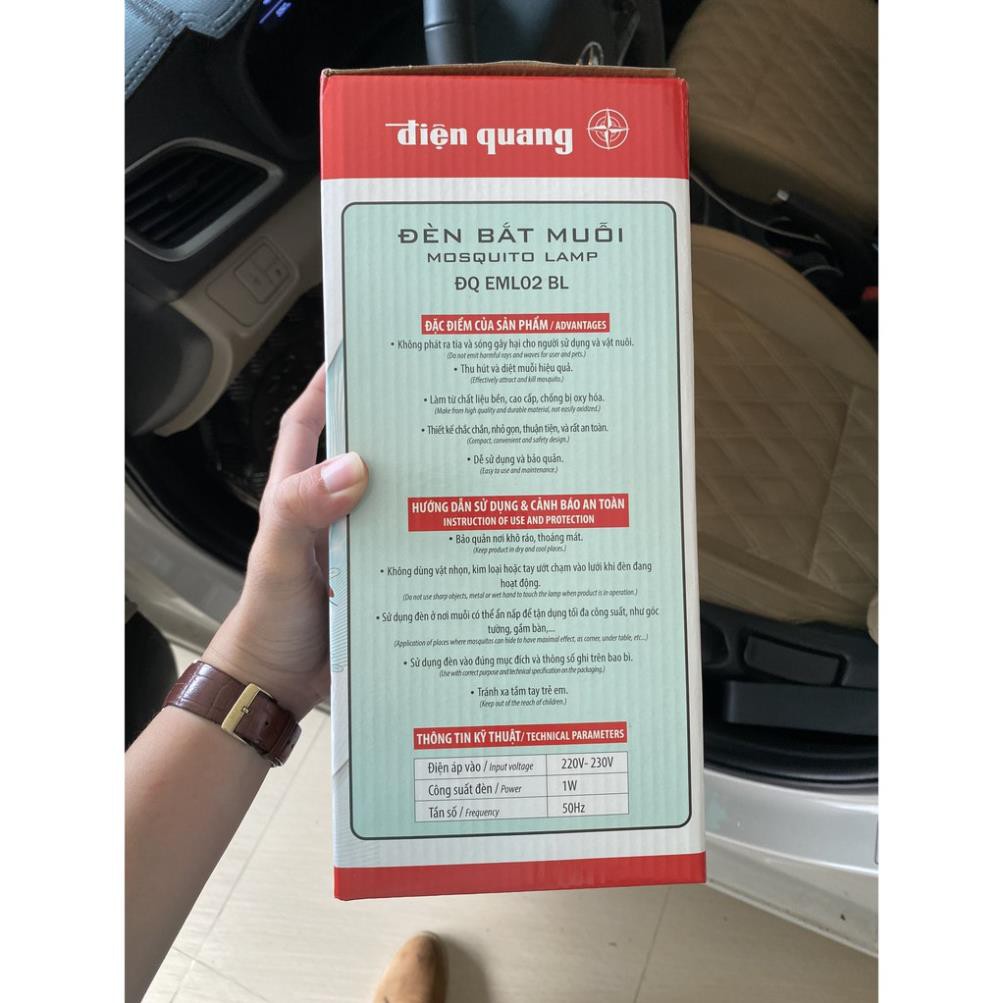 điện quang
ĐÈN BẮT MUỖI
MOSQUITO LAMP
ĐQ EML02 BL
ĐẶC ĐIỂM CỦA SẢN PHẨM / ADVANTAGES
• Không phát ra tia và sóng gây hại cho người sử dụng và vật nuôi.
(Do not emit harmful rays and waves for user and pets.)
• Thu hút và diệt muỗi hiệu quả.
(Effectively attract and kill mosquito.)
• Làm từ chất liệu bền, cao cấp, chống bị oxy hóa.
(Make from high quality and durable material, not easily oxidized.)
• Thiết kế chắc chắn, nhỏ gọn, thuận tiện, và rất an toàn.
(Compact, convenient and safety design.)
• Dễ sử dụng và bảo quản.
(Easy to use and maintenance.)
HƯỚNG DẪN SỬ DỤNG & CẢNH BÁO AN TOÀN
INSTRUCTION OF USE AND PROTECTION
• Bảo quản nơi khô ráo, thoáng mát.
(Keep product in dry and cool places.)
• Không dùng vật nhọn, kim loại hoặc tay ướt chạm vào lưới khi đèn đang
hoạt động.
(Do not use sharp objects, metal or wet hand to touch the lamp when product is in operation.)
• Sử dụng đèn ở nơi muỗi có thể ẩn nấp để tận dụng tối đa công suất, như góc
tường, gầm bàn,...
(Application of places where mosquitos can hide to have maximal effect, as corner, under table, etc...)
• Sử dụng đèn vào đúng mục đích và thông số ghi trên bao bì.
(Use with correct purpose and technical specification on the packaging.)
• Tránh xa tầm tay trẻ em.
(Keep out of the reach of children.)
THÔNG TIN KỸ THUẬT/ TECHNICAL PARAMETERS
Điện áp vào / Input voltage 220V- 230V
Công suất đèn / Power 1W
Tần số / Frequency 50Hz